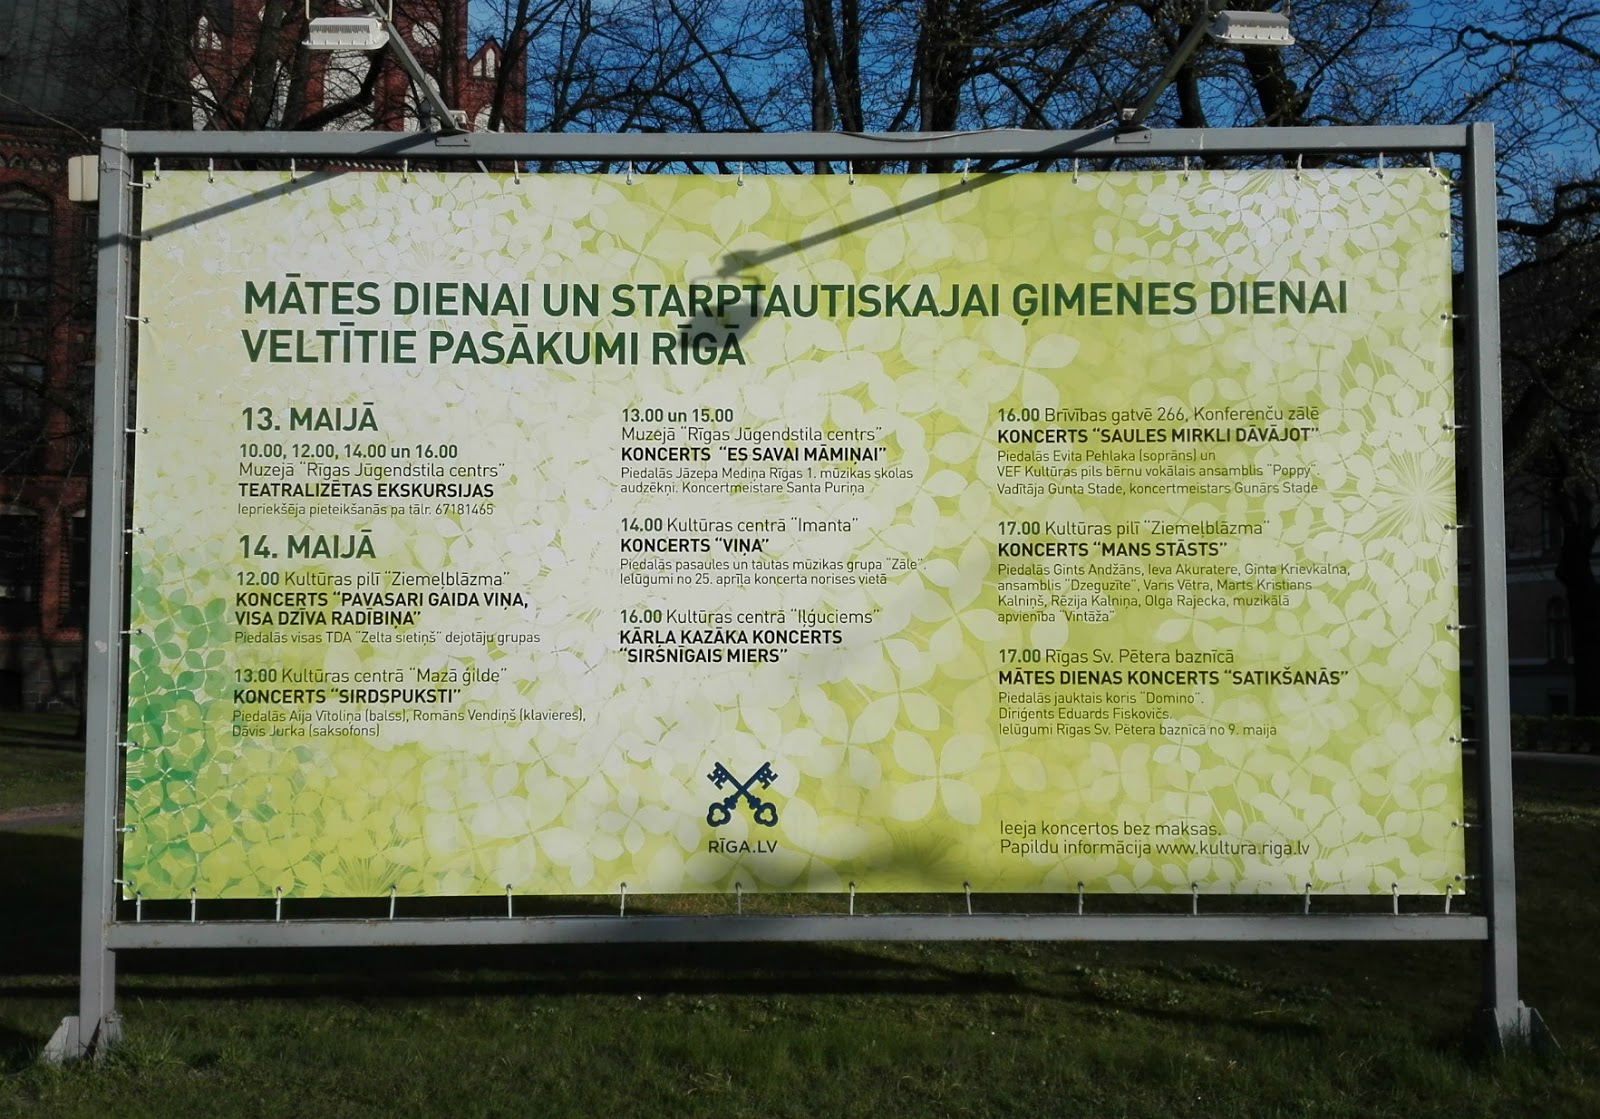 MĀTES DIENAI UN STARPTAUTISKAJAI ĢIMENES DIENAI
VELTĪTIE PASĀKUMI RĪGĀ
13. MAIJĀ
10.00, 12.00, 14.00 un 16.00
Muzejā "Rīgas Jūgendstila centrs"
TEATRALIZĒTAS EKSKURSIJAS
Iepriekšēja pieteikšanās pa tālr. 67181465
14. MAIJĀ
12.00 Kultūras pilī "Ziemeļblāzma"
KONCERTS "PAVASARI GAIDA VIŅA,
VISA DZĪVA RADĪBIŅA"
Piedalās visas TDA "Zelta sietiņš" dejotāju grupas
13.00 Kultūras centrā "Mazā ģilde"
KONCERTS "SIRDSPUKSTI"
Piedalās Aija Vītoliņa (balss), Romāns Vendiņš (klavieres),
Dāvis Jurka (saksofons)
13.00 un 15.00
Muzejā "Rīgas Jūgendstila centrs"
KONCERTS "ES SAVAI MĀMIŅAI"
Piedalās Jāzepa Mediņa Rīgas 1. mūzikas skolas
audzēkņi. Koncertmeistare Santa Puriņa
14.00 Kultūras centrā "Imanta"
KONCERTS "VIŅA"
Piedalās pasaules un tautas mūzikas grupa "Zāle".
Ielūgumi no 25. aprīļa koncerta norises vietā
16.00 Kultūras centrā "Iļģuciems"
KĀRĻA KAZĀKA KONCERTS
"SIRSNĪGAIS MIERS"
16.00 Brīvības gatvē 266, Konferenču zālē
KONCERTS "SAULES MIRKLI DĀVĀJOT"
Piedalās Evita Pehlaka (soprāns) un
VEF Kultūras pils bērnu vokālais ansamblis "Poppy".
Vadītāja Gunta Stade, koncertmeistars Gunārs Stade
17.00 Kultūras pilī "Ziemeļblāzma"
KONCERTS "MANS STĀSTS"
Piedalās Gints Andžāns, Ieva Akuratere, Ginta Krievkalna,
ansamblis "Dzeguzīte", Varis Vētra, Marts Kristians
Kalniņš, Rēzija Kalniņa, Olga Rajecka, muzikālā
apvienība "Vintāža"
17.00 Rīgas Sv. Pētera baznīcā
MĀTES DIENAS KONCERTS "SATIKŠANĀS"
Piedalās jauktais koris "Domino".
Diriģents Eduards Fiskovičs.
Ielūgumi Rīgas Sv. Pētera baznīcā no 9. maija
RĪGA.LV
Ieeja koncertos bez maksas.
Papildu informācija www.kultura.riga.lv